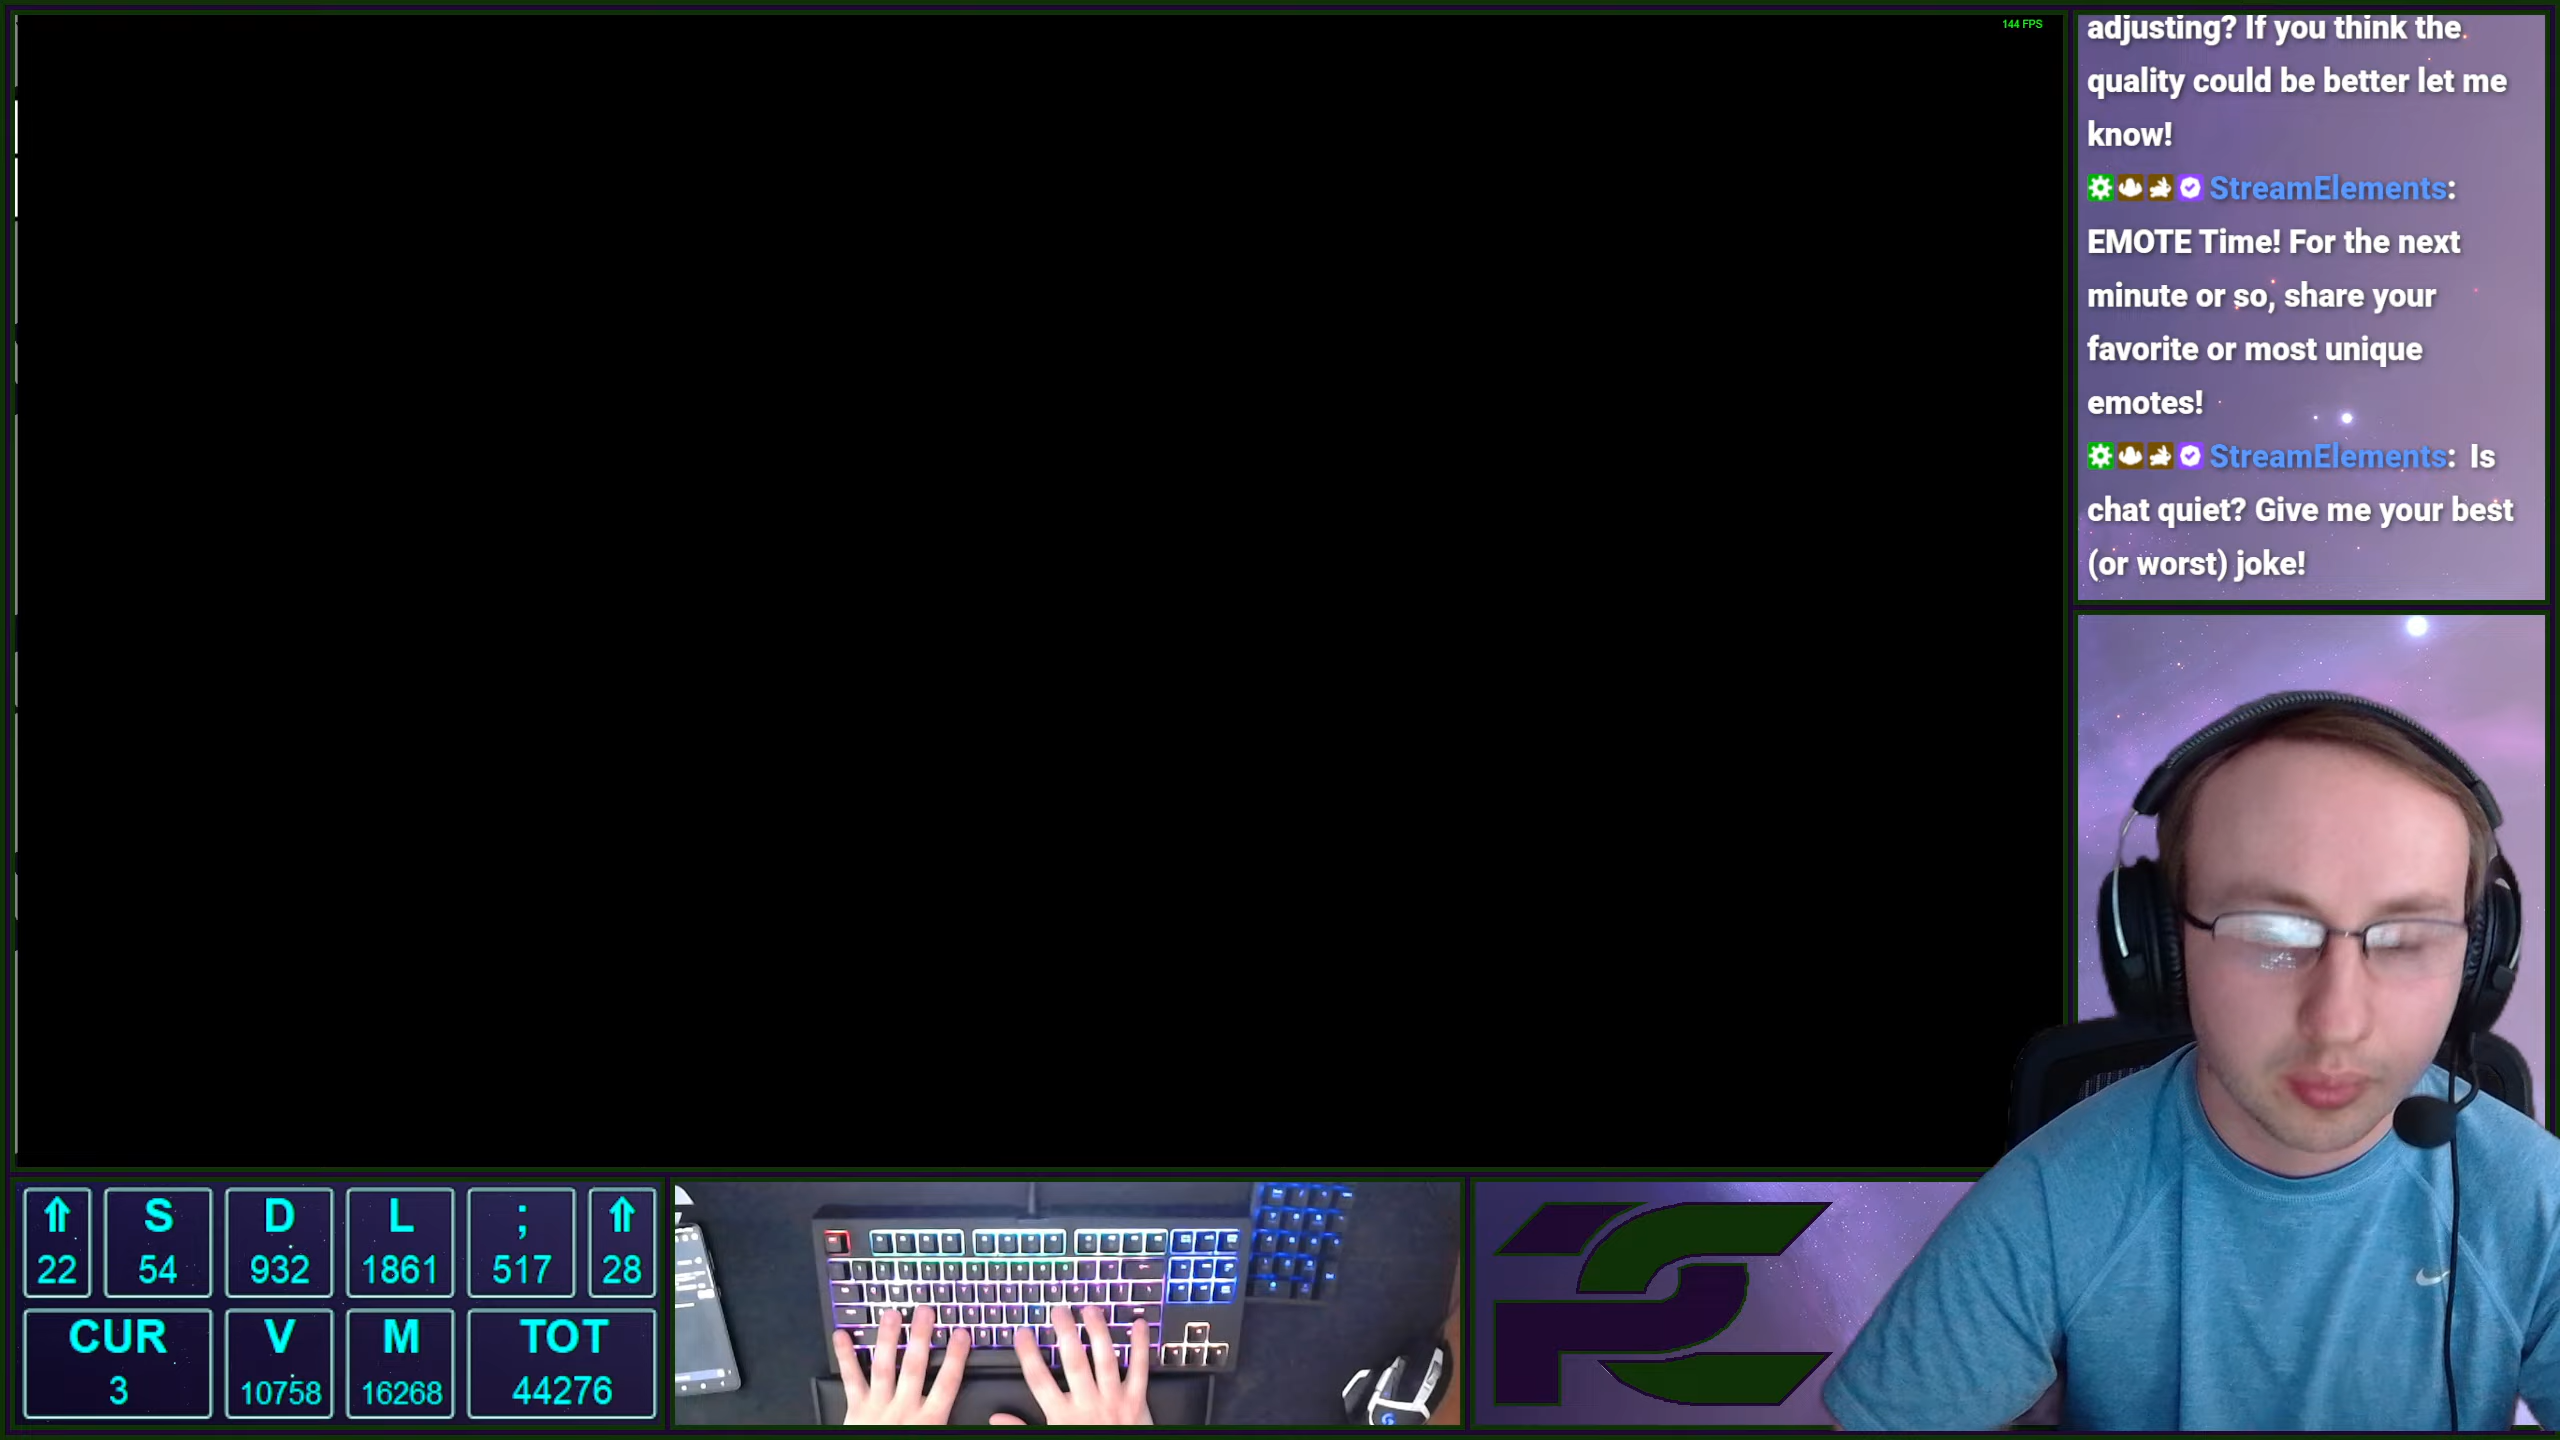 144 FPS
adjusting? If you think the
quality could be better let me
know!
StreamElements:
EMOTE Time! For the next
minute or so, share your
favorite or most unique
emotes!
StreamElements: Is
chat quiet? Give me your best
(or worst) joke!
⇑ S D L ; ⇑
22 54 932 1861 517 28
CUR V M TOT
3 10758 16268 44276